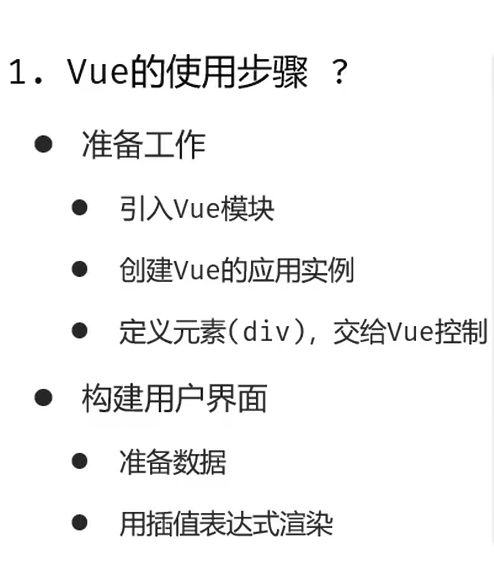 1. Vue的使用步骤 ？
● 准备工作
● 引入Vue模块
● 创建Vue的应用实例
● 定义元素(div)，交给Vue控制
● 构建用户界面
● 准备数据
● 用插值表达式渲染